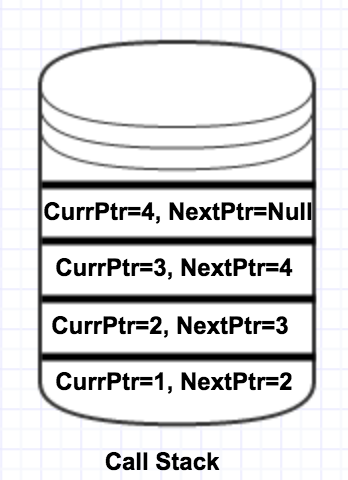 CurrPtr=4, NextPtr=Null
CurrPtr=3, NextPtr=4
CurrPtr=2, NextPtr=3
CurrPtr=1, NextPtr=2
Call Stack